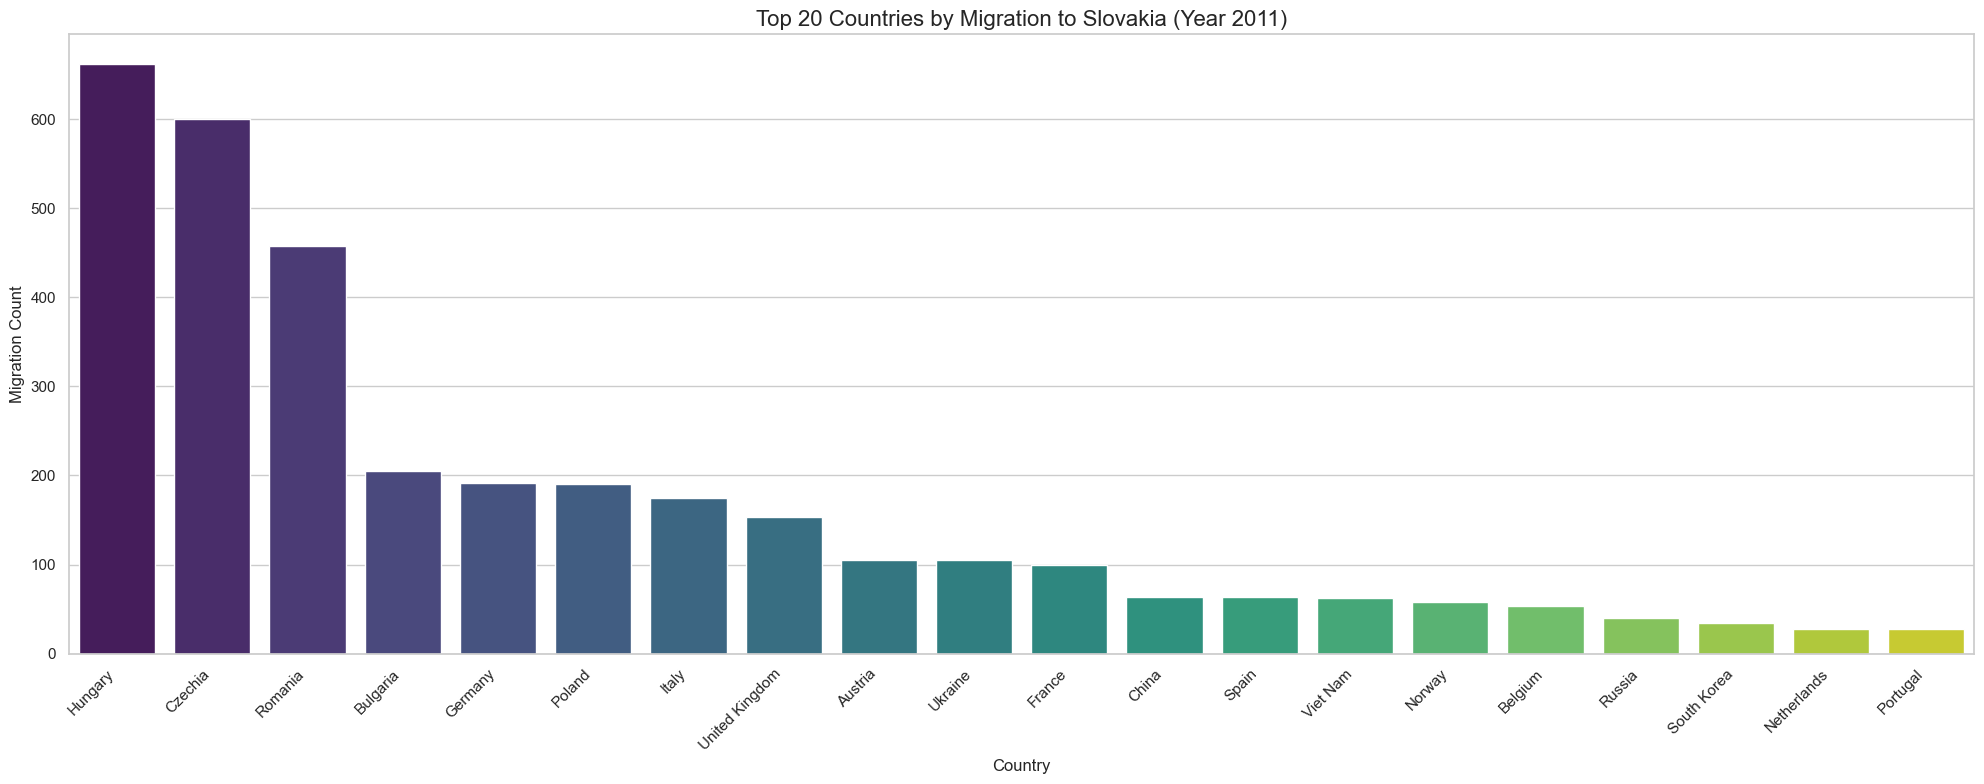 Top 20 Countries by Migration to Slovakia (Year 2011)
Migration Count
600
500
400
300
200
100
0
Hungary
Czechia
Romania
Bulgaria
Germany
Poland
Italy
United Kingdom
Austria
Ukraine
France
China
Spain
Viet Nam
Norway
Belgium
Russia
South Korea
Netherlands
Portugal
Country